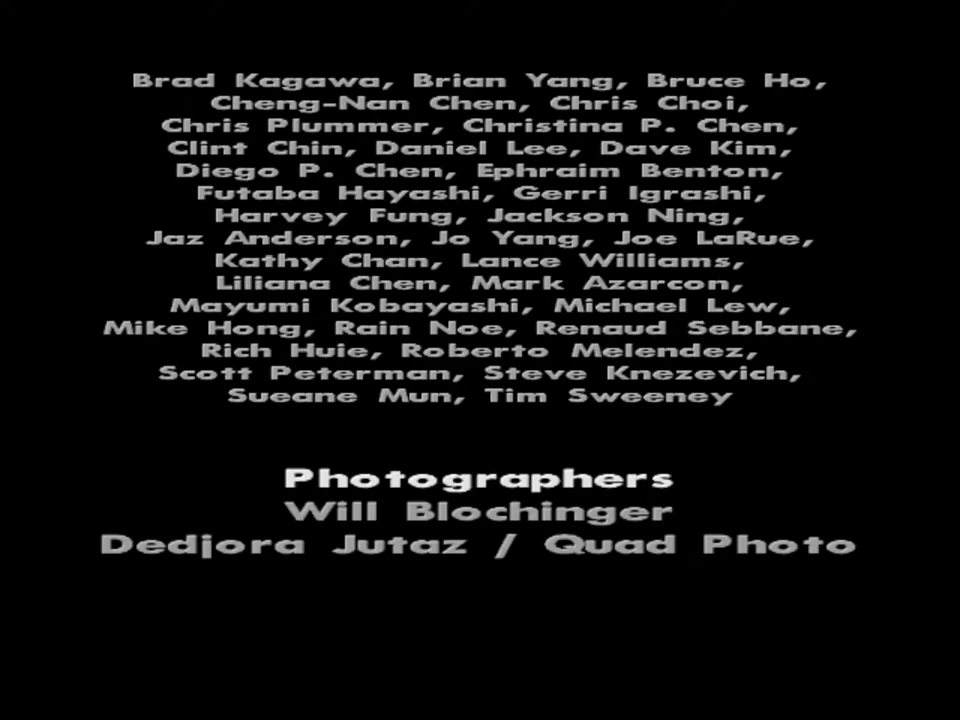 Brad Kagawa, Brian Yang, Bruce Ho,
Cheng-Nan Chen, Chris Choi,
Chris Plummer, Christina P. Chen,
Clint Chin, Daniel Lee, Dave Kim,
Diego P. Chen, Ephraim Benton,
Futaba Hayashi, Gerri Igrashi,
Harvey Fung, Jackson Ning,
Jaz Anderson, Jo Yang, Joe LaRue,
Kathy Chan, Lance Williams,
Liliana Chen, Mark Azarcon,
Mayumi Kobayashi, Michael Lew,
Mike Hong, Rain Noe, Renaud Sebbane,
Rich Huie, Roberto Melendez,
Scott Peterman, Steve Knezevich,
Sueane Mun, Tim Sweeney
Photographers
Will Blochinger
Dedjora Jutaz / Quad Photo